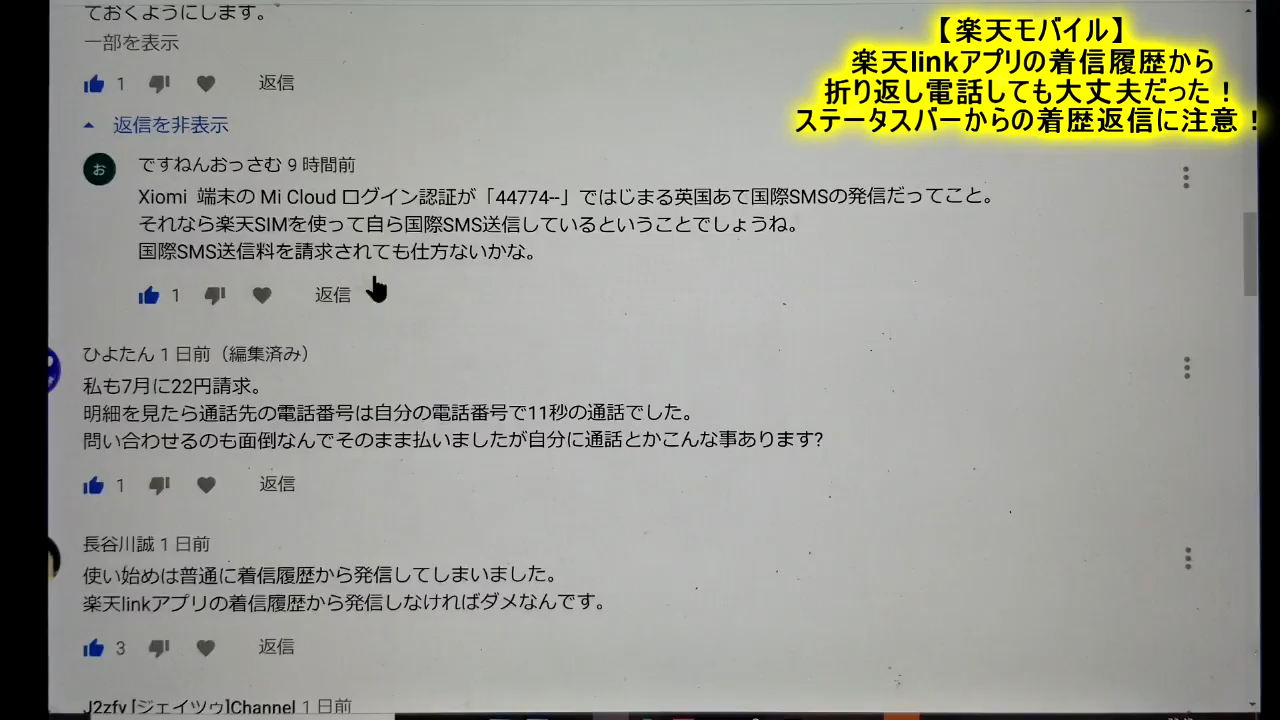 ておくようにします。
一部を表示
1 返信
返信を非表示
【楽天モバイル】
楽天linkアプリの着信履歴から
折り返し電話しても大丈夫だった！
ステータスバーからの着歴返信に注意！
お
ですねんおっさむ 9 時間前
Xiomi 端末の Mi Cloud ログイン認証が「44774--」ではじまる英国あて国際SMSの発信だってこと。
それなら楽天SIMを使って自ら国際SMS送信しているということでしょうね。
国際SMS送信料を請求されても仕方ないかな。
1 返信
ひよたん 1 日前（編集済み）
私も7月に22円請求。
明細を見たら通話先の電話番号は自分の電話番号で11秒の通話でした。
問い合わせるのも面倒なんでそのまま払いましたが自分に通話とかこんな事あります?
1 返信
長谷川誠 1 日前
使い始めは普通に着信履歴から発信してしまいました。
楽天linkアプリの着信履歴から発信しなければダメなんです。
3 返信
J2zfv [ジェイツゥ]Channel 1 日前